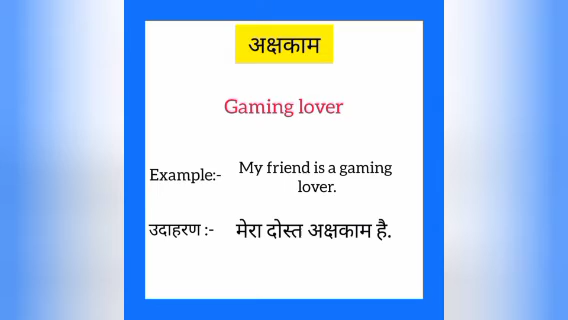 अक्षकाम
Gaming lover
Example:- My friend is a gaming
lover.
उदाहरण :- मेरा दोस्त अक्षकाम है.